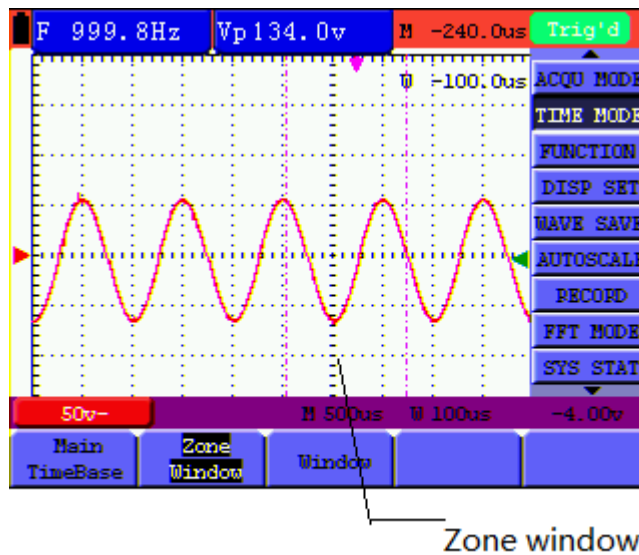 F 999.8Hz Vp134.0v M -240.0us Trig'd
W -100.0us
ACQU MODE
TIME MODE
FUNCTION
DISP SET
WAVE SAVE
AUTOSCALE
RECORD
FFT MODE
SYS STAT
50v~ M 500us W 100us -4.00v
Main TimeBase
Zone Window
Window
Zone window